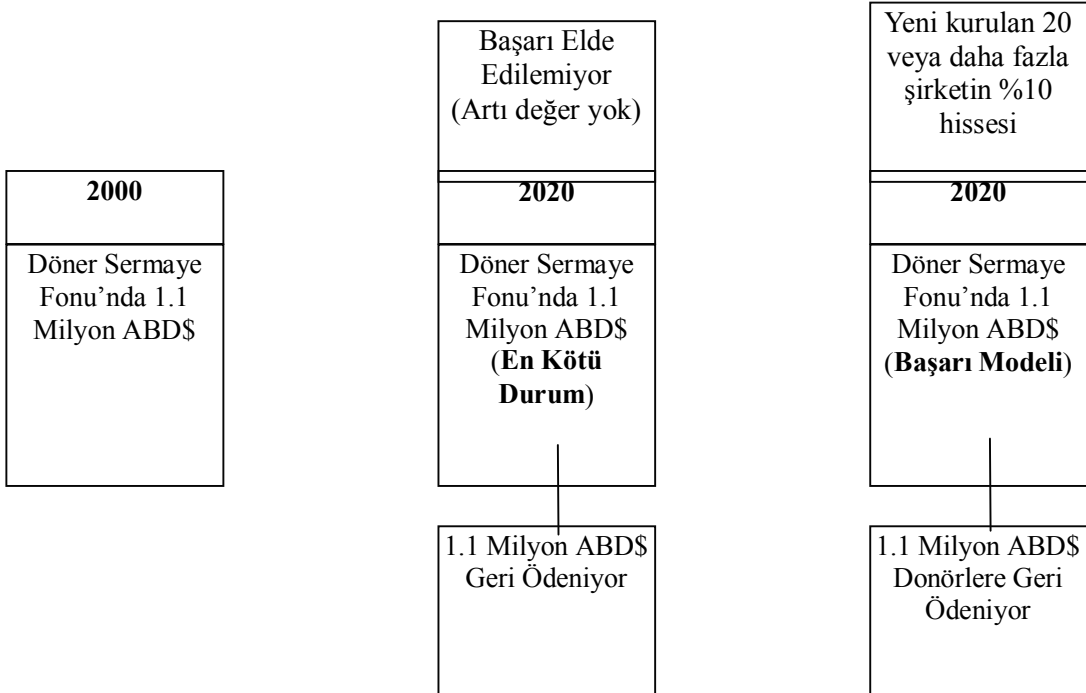 2000
Döner Sermaye
Fonu’nda 1.1
Milyon ABD$
Başarı Elde
Edilemiyor
(Artı değer yok)
2020
Döner Sermaye
Fonu’nda 1.1
Milyon ABD$
(En Kötü
Durum)
1.1 Milyon ABD$
Geri Ödeniyor
Yeni kurulan 20
veya daha fazla
şirketin %10
hissesi
2020
Döner Sermaye
Fonu’nda 1.1
Milyon ABD$
(Başarı Modeli)
1.1 Milyon ABD$
Donörlere Geri
Ödeniyor